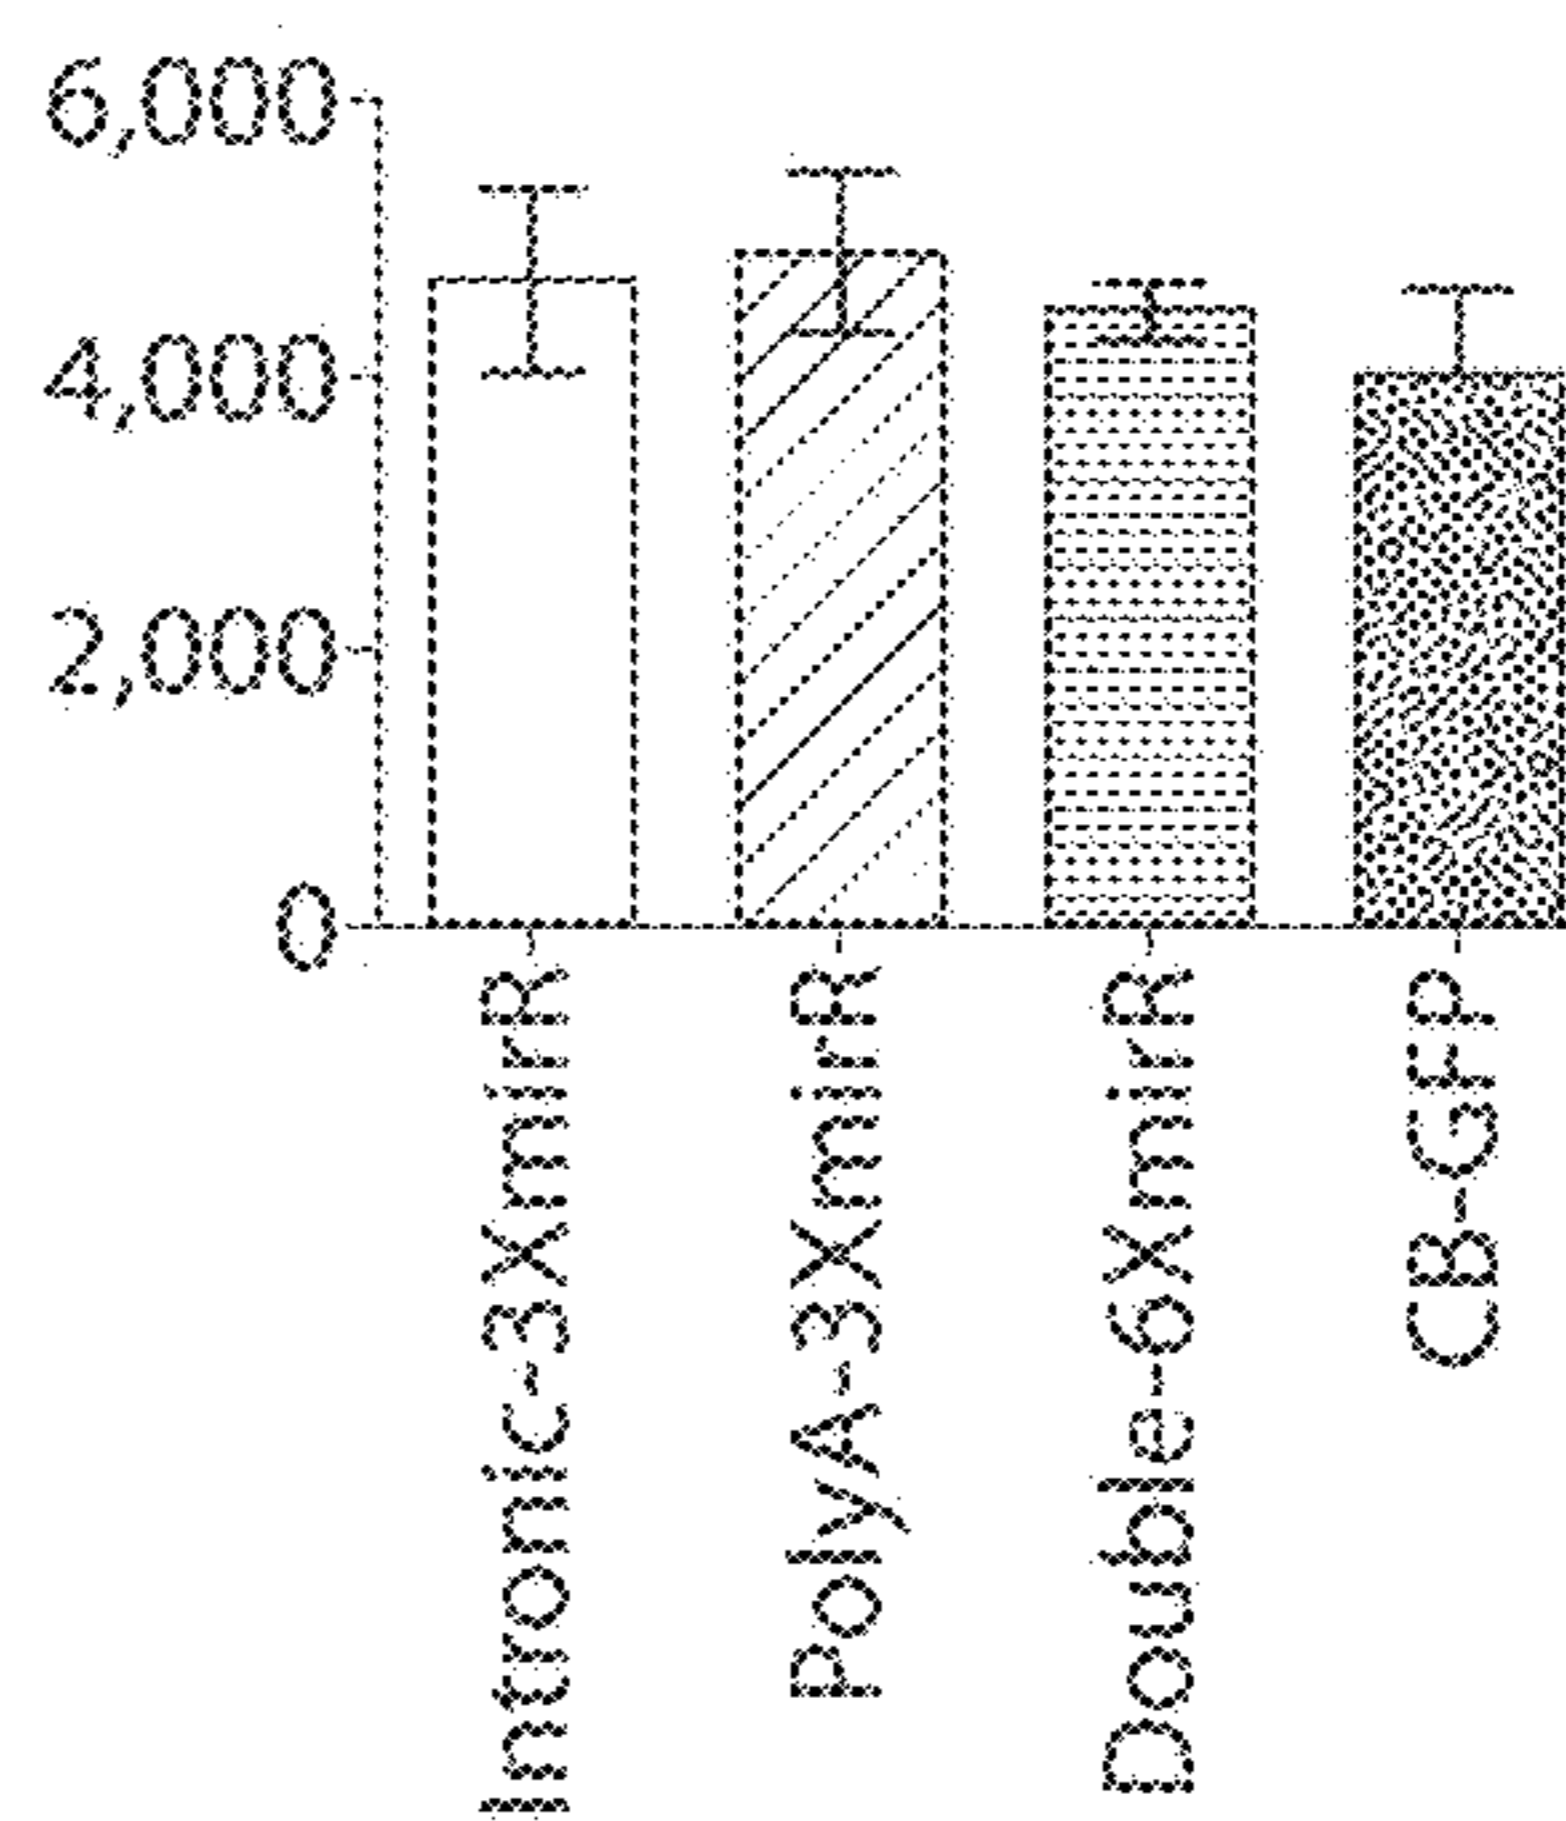 6,000
4,000
2,000
0
Intronic-3XmirR
PolyA-3XmirR
Double-6XmirR
CB-GFP